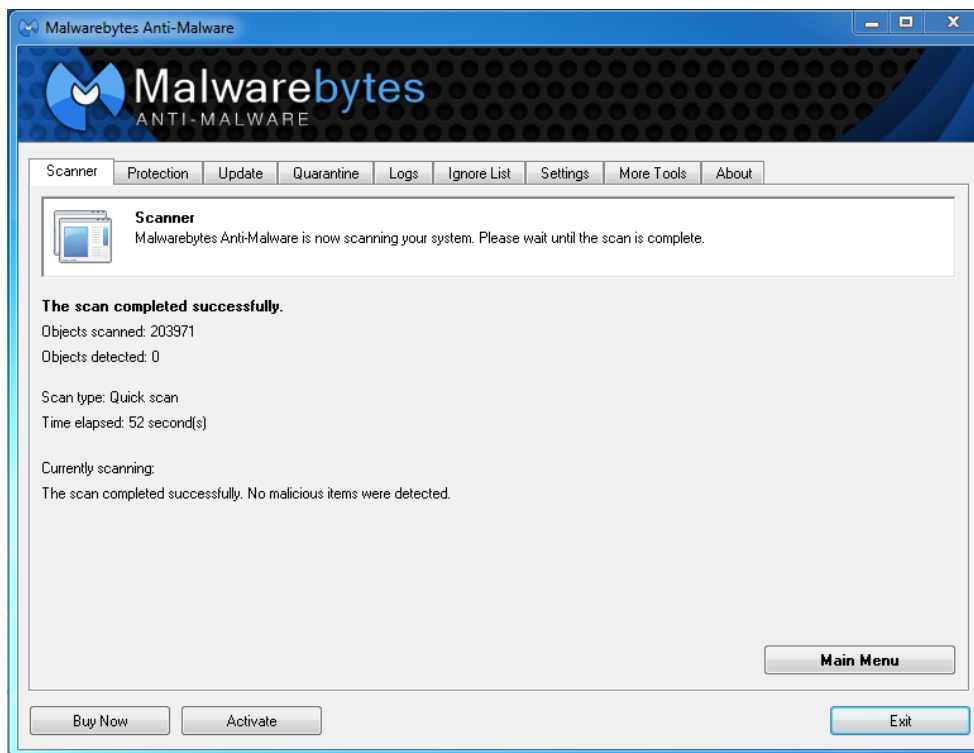 Malwarebytes Anti-Malware
Malwarebytes
ANTI-MALWARE
Scanner Protection Update Quarantine Logs Ignore List Settings More Tools About
Scanner
Malwarebytes Anti-Malware is now scanning your system. Please wait until the scan is complete.
The scan completed successfully.
Objects scanned: 203971
Objects detected: 0
Scan type: Quick scan
Time elapsed: 52 second(s)
Currently scanning:
The scan completed successfully. No malicious items were detected.
Main Menu
Buy Now Activate Exit